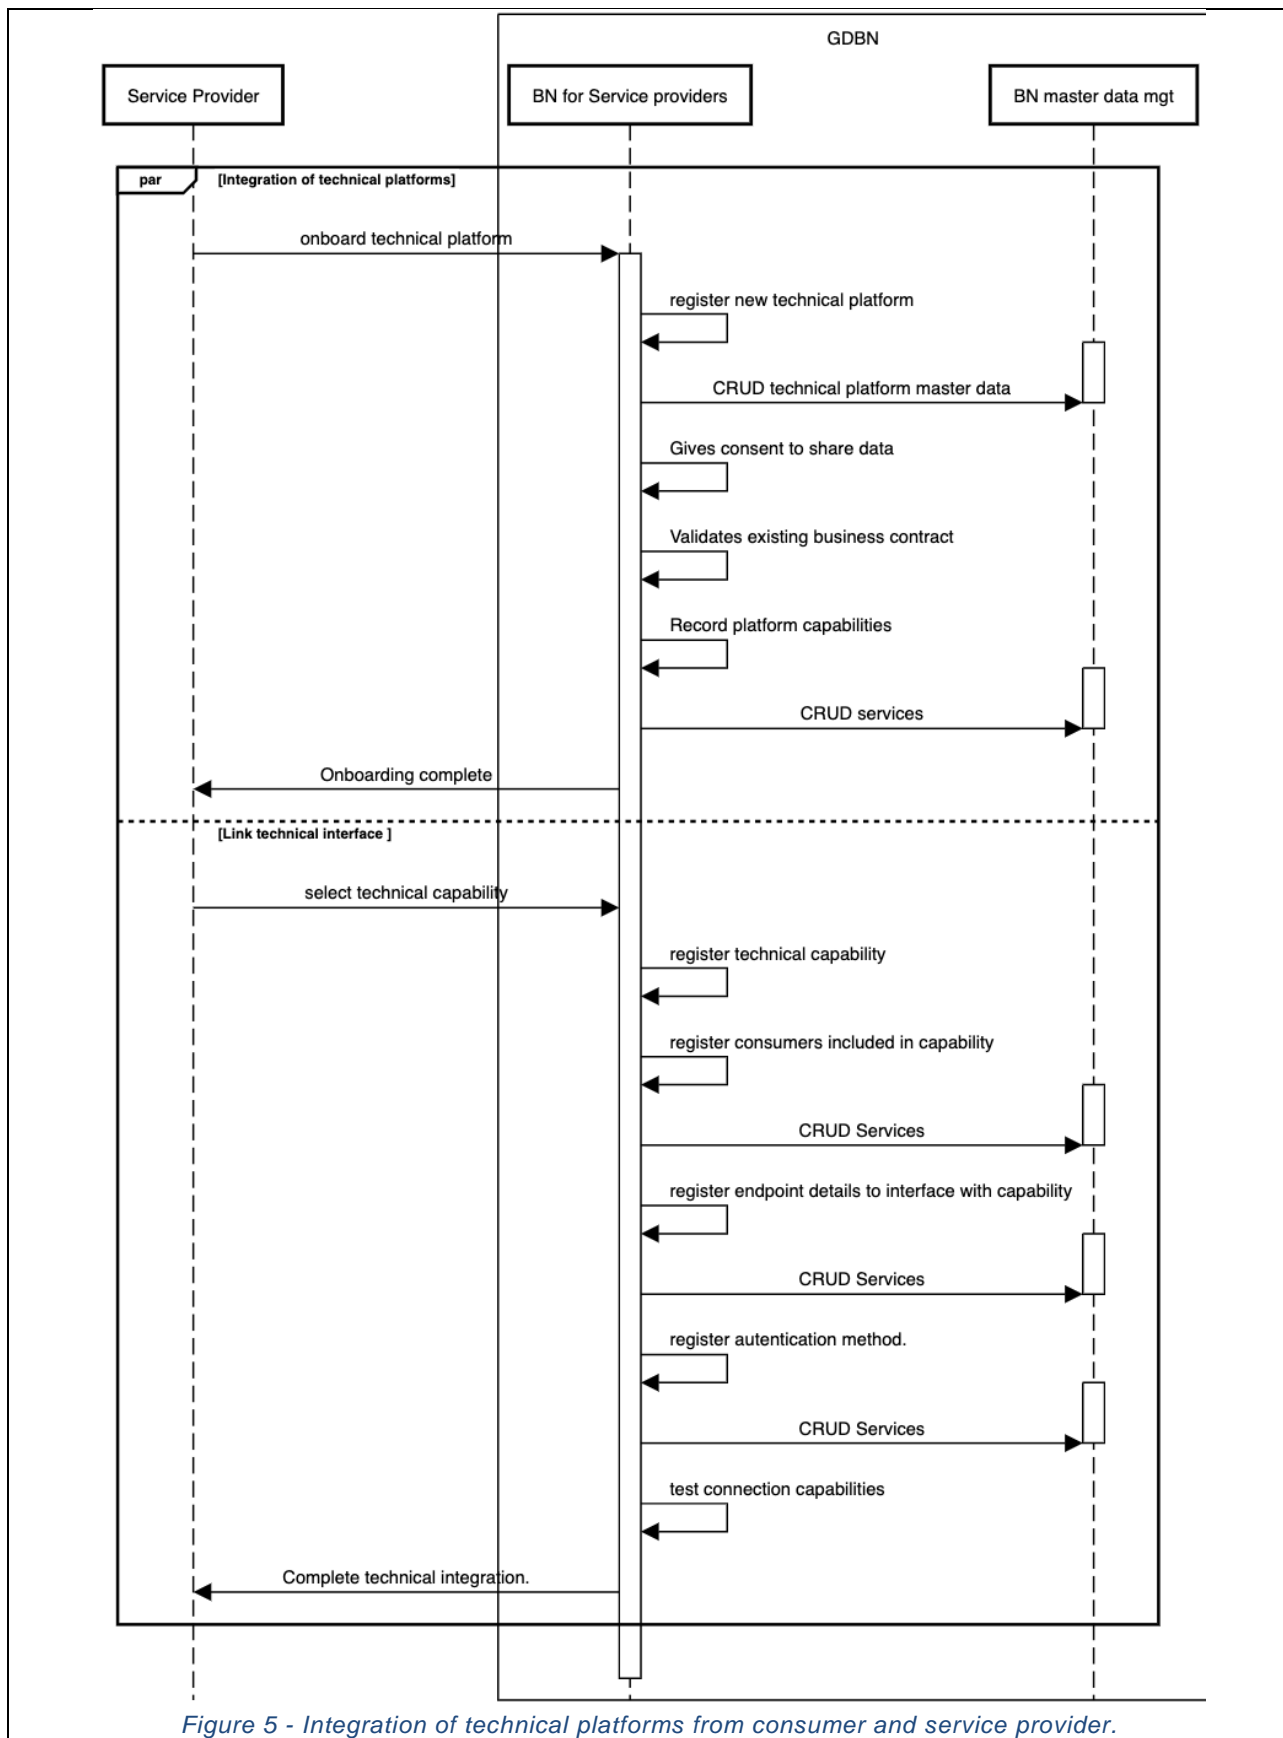 GDBN
Service Provider
BN for Service providers
BN master data mgt
par
[Integration of technical platforms]
onboard technical platform
register new technical platform
CRUD technical platform master data
Gives consent to share data
Validates existing business contract
Record platform capabilities
CRUD services
Onboarding complete
[Link technical interface ]
select technical capability
register technical capability
register consumers included in capability
CRUD Services
register endpoint details to interface with capability
CRUD Services
register autentication method.
CRUD Services
test connection capabilities
Complete technical integration.
Figure 5 - Integration of technical platforms from consumer and service provider.